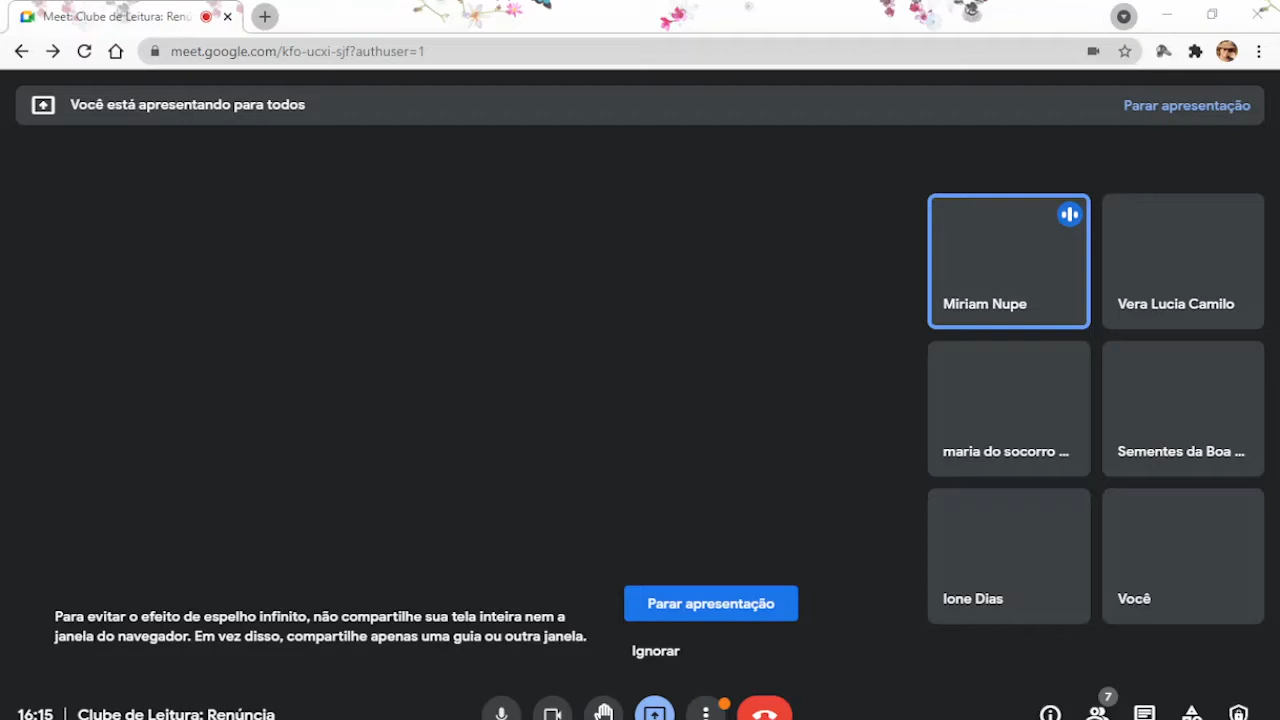 Meet: Clube de Leitura: Renú
meet.google.com/kfo-ucxi-sjf?authuser=1
Você está apresentando para todos
Parar apresentação
Miriam Nupe
Vera Lucia Camilo
maria do socorro ...
Sementes da Boa ...
Ione Dias
Você
Para evitar o efeito de espelho infinito, não compartilhe sua tela inteira nem a
janela do navegador. Em vez disso, compartilhe apenas uma guia ou outra janela.
Parar apresentação
Ignorar
16:15 | Clube de Leitura: Renúncia
7